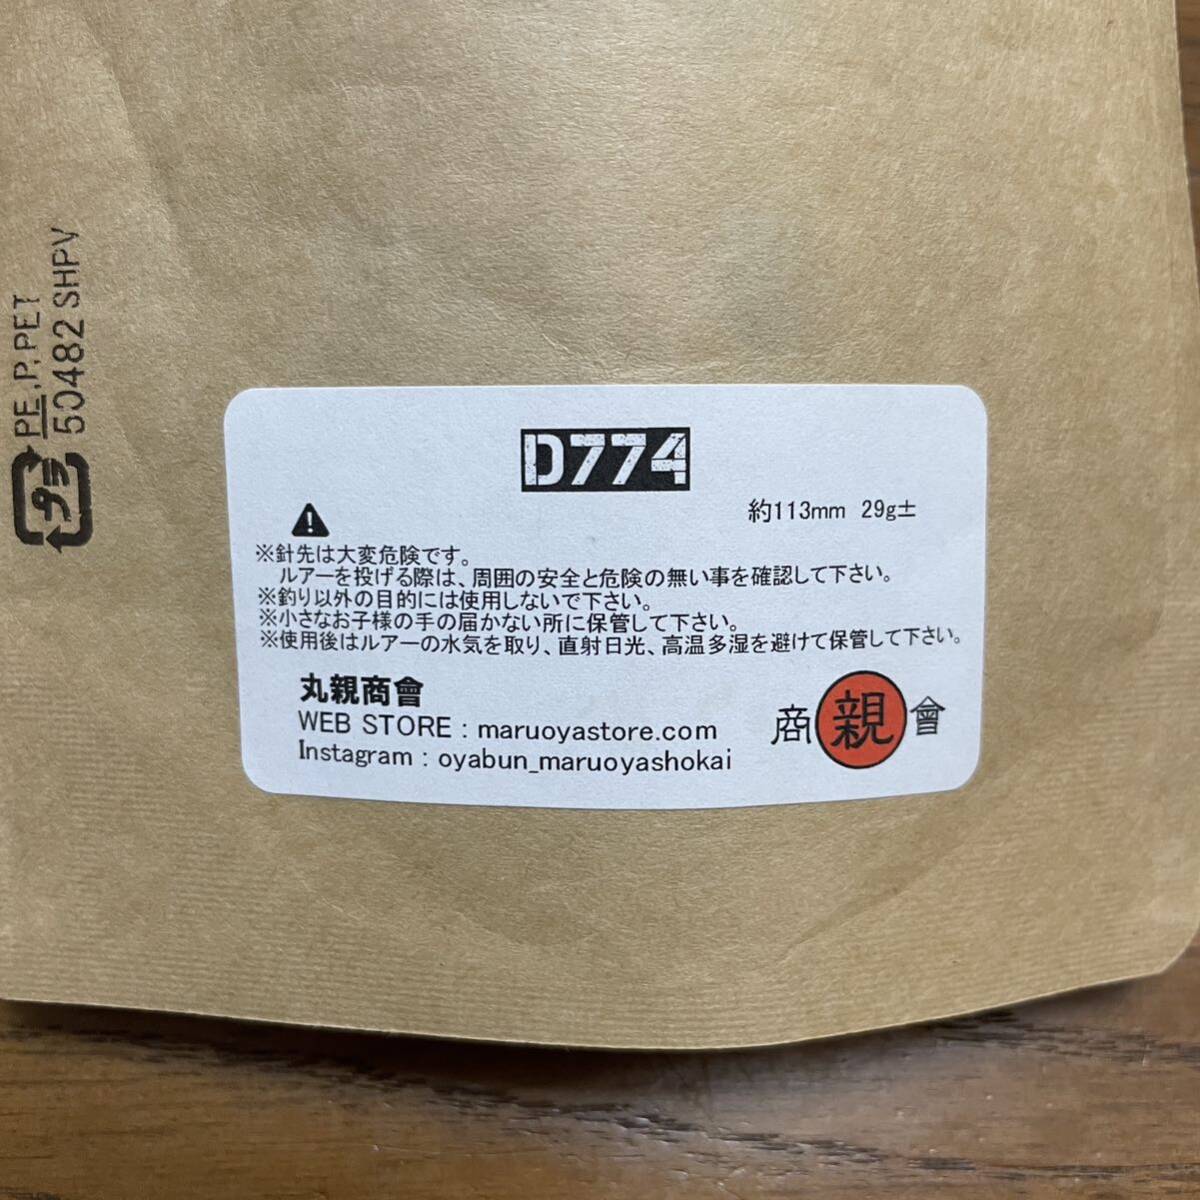 PE,P,PET
50482 SHPV
プラ
D774
約113mm 29g±
※針先は大変危険です。
ルアーを投げる際は、周囲の安全と危険の無い事を確認して下さい。
※釣り以外の目的には使用しないで下さい。
※小さなお子様の手の届かない所に保管して下さい。
※使用後はルアーの水気を取り、直射日光、高温多湿を避けて保管して下さい。
丸親商會
WEB STORE : maruoyastore.com
Instagram : oyabun_maruoyashokai
商親會